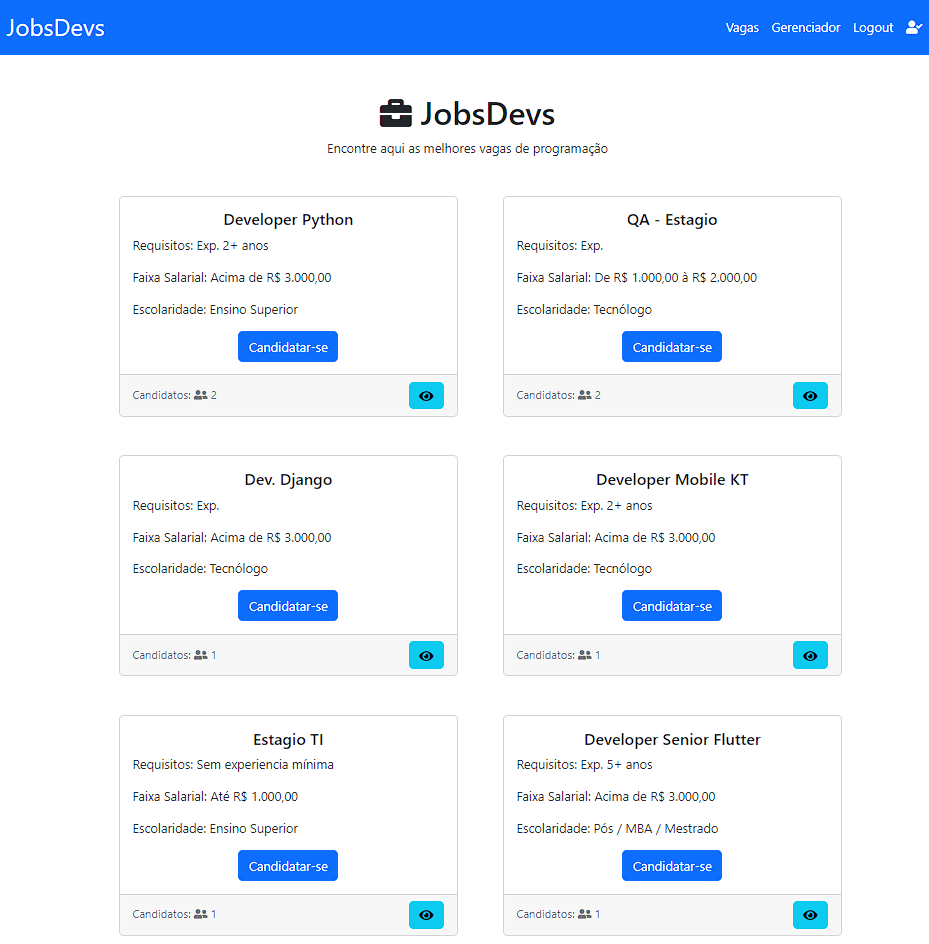 JobsDevs
Vagas Gerenciador Logout
JobsDevs
Encontre aqui as melhores vagas de programação
Developer Python
Requisitos: Exp. 2+ anos
Faixa Salarial: Acima de R$ 3.000,00
Escolaridade: Ensino Superior
Candidatar-se
Candidatos: 2
QA - Estagio
Requisitos: Exp.
Faixa Salarial: De R$ 1.000,00 à R$ 2.000,00
Escolaridade: Tecnólogo
Candidatar-se
Candidatos: 2
Dev. Django
Requisitos: Exp.
Faixa Salarial: Acima de R$ 3.000,00
Escolaridade: Tecnólogo
Candidatar-se
Candidatos: 1
Developer Mobile KT
Requisitos: Exp. 2+ anos
Faixa Salarial: Acima de R$ 3.000,00
Escolaridade: Tecnólogo
Candidatar-se
Candidatos: 1
Estagio TI
Requisitos: Sem experiencia mínima
Faixa Salarial: Até R$ 1.000,00
Escolaridade: Ensino Superior
Candidatar-se
Candidatos: 1
Developer Senior Flutter
Requisitos: Exp. 5+ anos
Faixa Salarial: Acima de R$ 3.000,00
Escolaridade: Pós / MBA / Mestrado
Candidatar-se
Candidatos: 1